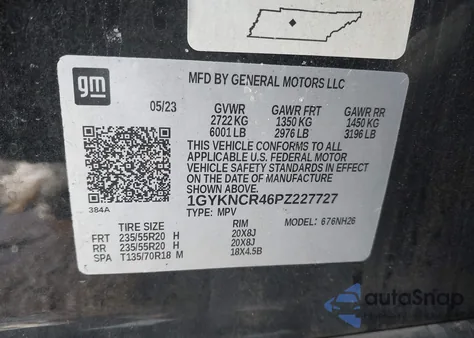 gm
MFD BY GENERAL MOTORS LLC
05/23 GVWR GAWR FRT GAWR RR
2722 KG 1350 KG 1450 KG
6001 LB 2976 LB 3196 LB
THIS VEHICLE CONFORMS TO ALL
APPLICABLE U.S. FEDERAL MOTOR
VEHICLE SAFETY STANDARDS IN EFFECT
ON THE DATE OF MANUFACTURE
SHOWN ABOVE.
384A
1GYKNCR46PZ227727
TYPE: MPV MODEL: 676NH26
TIRE SIZE RIM
FRT 235/55R20 H 20X8J
RR 235/55R20 H 20X8J
SPA T135/70R18 M 18X4.5B
autoSnap